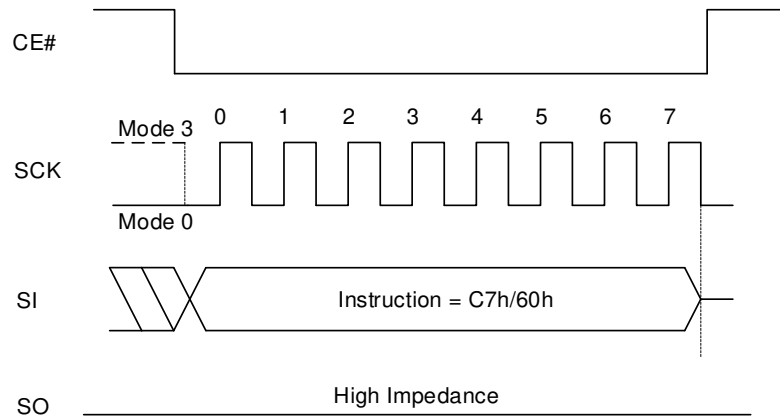 CE#
0 1 2 3 4 5 6 7
Mode 3
SCK
Mode 0
SI
Instruction = C7h/60h
High Impedance
SO